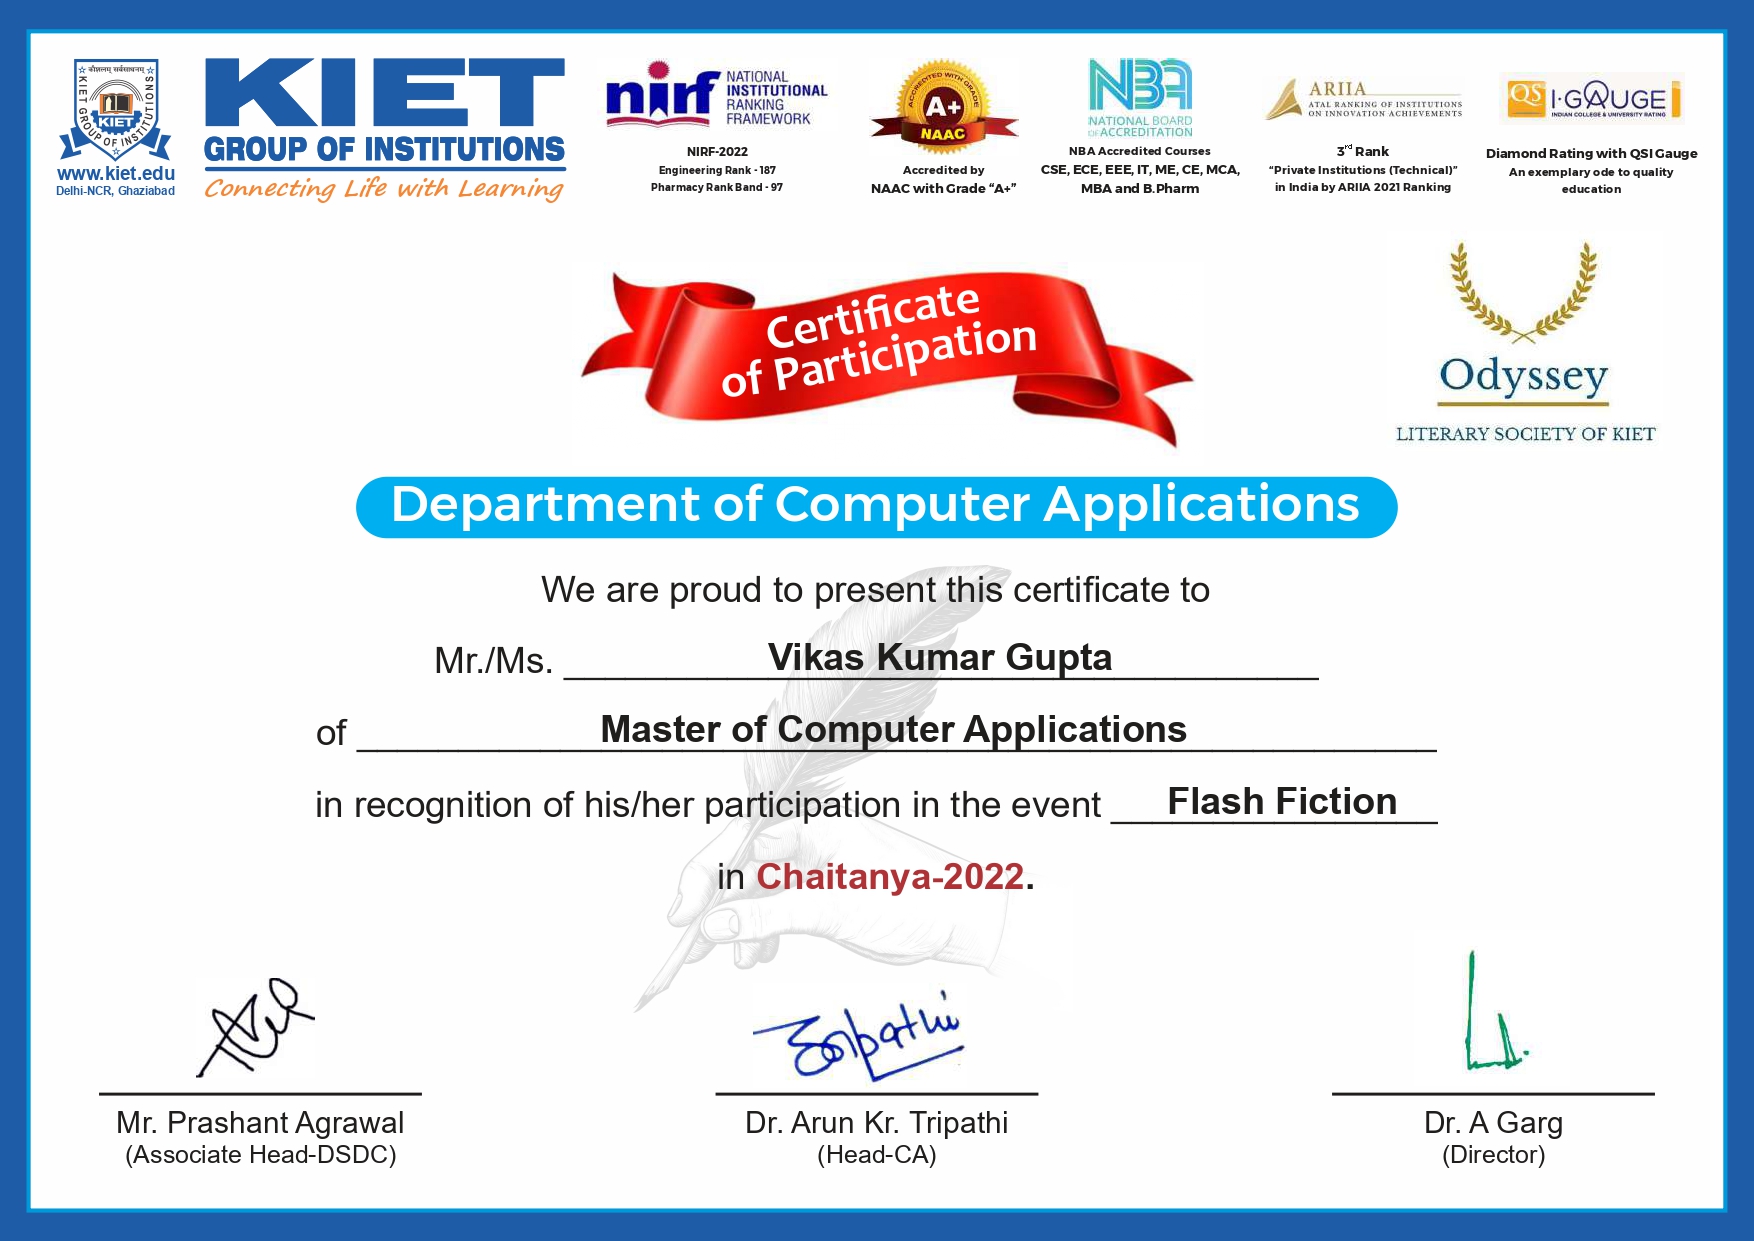 कौशलम् सर्वसाधनम्
KIET GROUP OF INSTITUTIONS
KIET
www.kiet.edu
Delhi-NCR, Ghaziabad
KIET
GROUP OF INSTITUTIONS
Connecting Life with Learning
nirf
NATIONAL
INSTITUTIONAL
RANKING
FRAMEWORK
NIRF-2022
Engineering Rank - 187
Pharmacy Rank Band - 97
ACCREDITED WITH GRADE
A+
NAAC
Accredited by
NAAC with Grade “A+”
NBA
NATIONAL BOARD
OF ACCREDITATION
NBA Accredited Courses
CSE, ECE, EEE, IT, ME, CE, MCA,
MBA and B.Pharm
ARIIA
ATAL RANKING OF INSTITUTIONS
ON INNOVATION ACHIEVEMENTS
3rd Rank
“Private Institutions (Technical)”
in India by ARIIA 2021 Ranking
QS I·GAUGE
INDIAN COLLEGE & UNIVERSITY RATING
Diamond Rating with QSI Gauge
An exemplary ode to quality
education
Certificate
of Participation
Odyssey
LITERARY SOCIETY OF KIET
Department of Computer Applications
We are proud to present this certificate to
Mr./Ms. Vikas Kumar Gupta
of Master of Computer Applications
in recognition of his/her participation in the event Flash Fiction
in Chaitanya-2022.
Mr. Prashant Agrawal
(Associate Head-DSDC)
Dr. Arun Kr. Tripathi
(Head-CA)
Dr. A Garg
(Director)